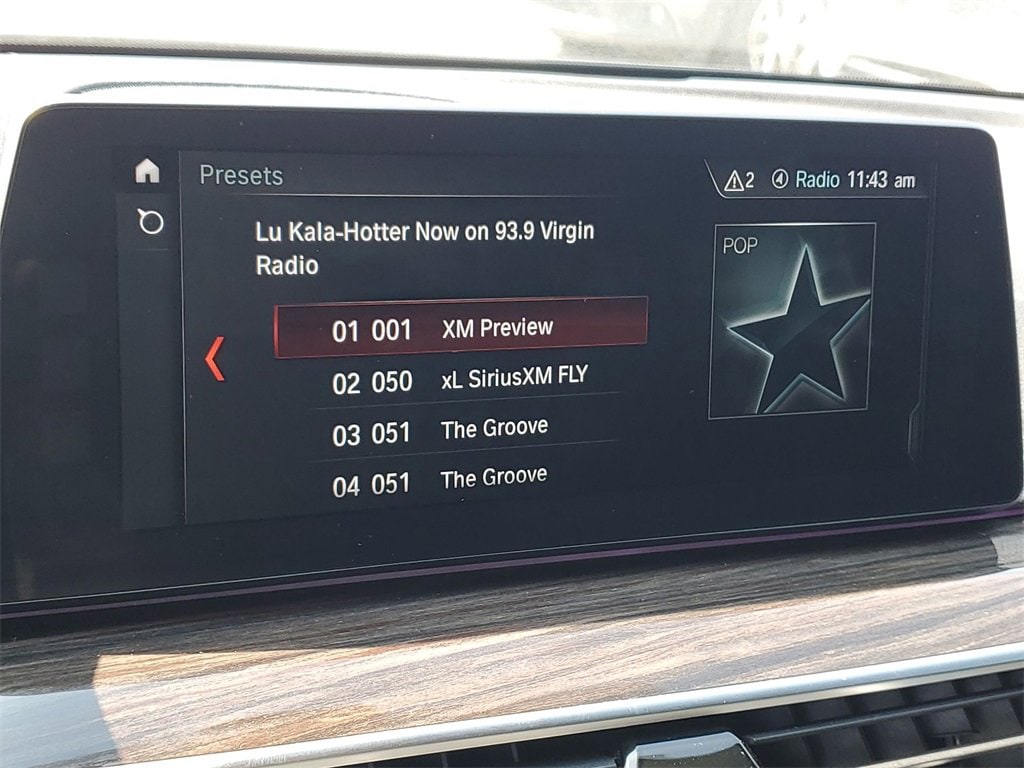 Presets
2 Radio 11:43 am
Lu Kala-Hotter Now on 93.9 Virgin
Radio
POP
01 001 XM Preview
02 050 xL SiriusXM FLY
03 051 The Groove
04 051 The Groove